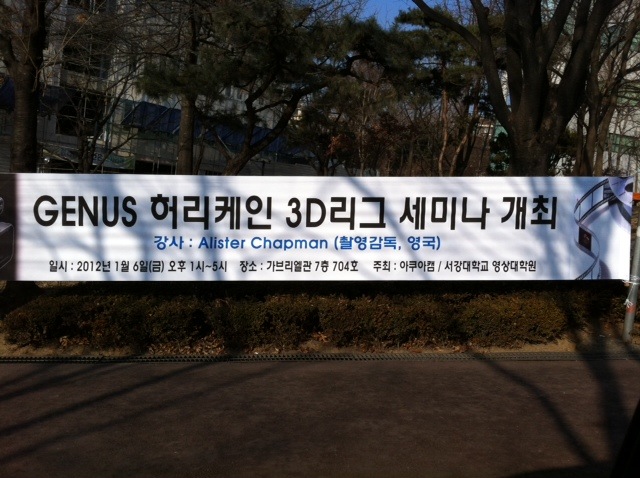 GENUS 허리케인 3D리그 세미나 개최
강사 : Alister Chapman (촬영감독, 영국)
일시 : 2012년 1월 6일(금) 오후 1시~5시 장소 : 가브리엘관 7층 704호 주최 : 아쿠아캠 / 서강대학교 영상대학원